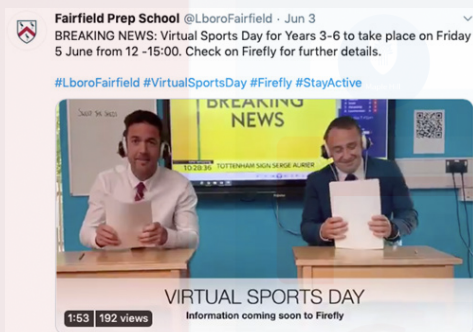 Fairfield Prep School @LboroFairfield · Jun 3
BREAKING NEWS: Virtual Sports Day for Years 3-6 to take place on Friday
5 June from 12 -15:00. Check on Firefly for further details.
#LboroFairfield #VirtualSportsDay #Firefly #StayActive
BREAKING
NEWS
10:20:36 TOTTENHAM SIGN SERGE AURIER
VIRTUAL SPORTS DAY
Information coming soon to Firefly
1:53 192 views